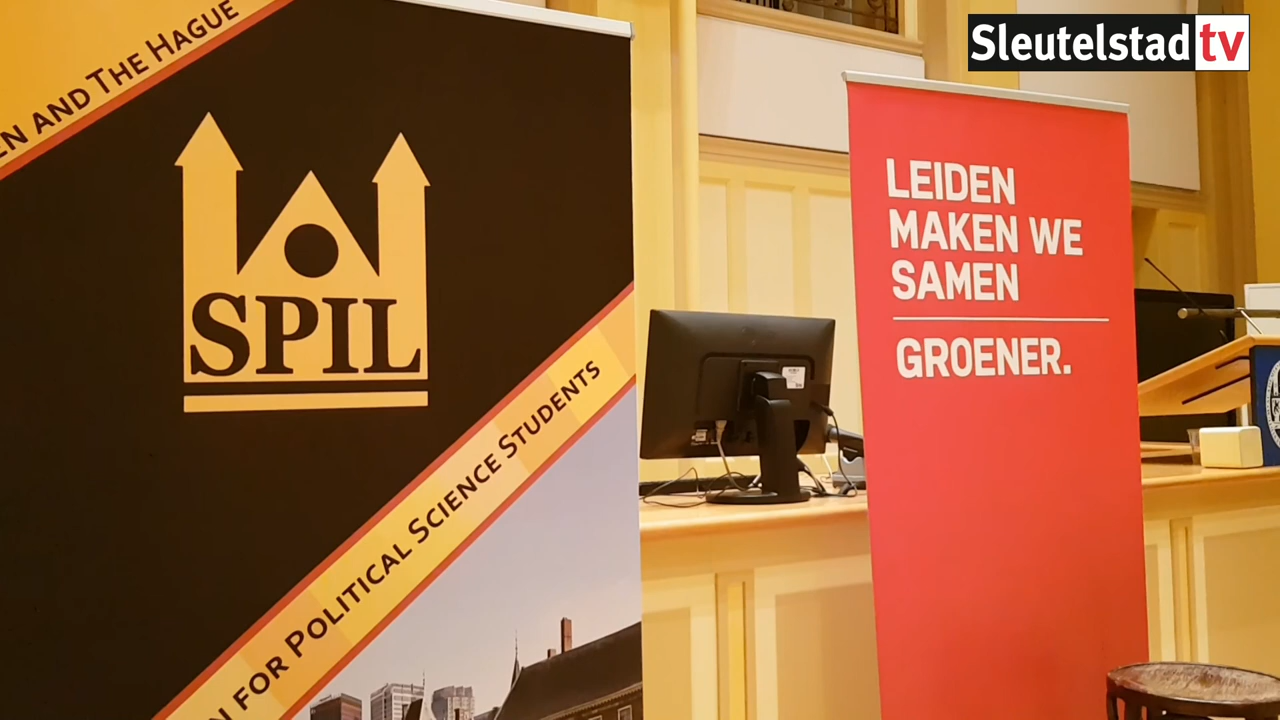 AND THE HAGUE
SPIL
FOR POLITICAL SCIENCE STUDENTS
Sleutelstad tv
LEIDEN
MAKEN WE
SAMEN
GROENER.